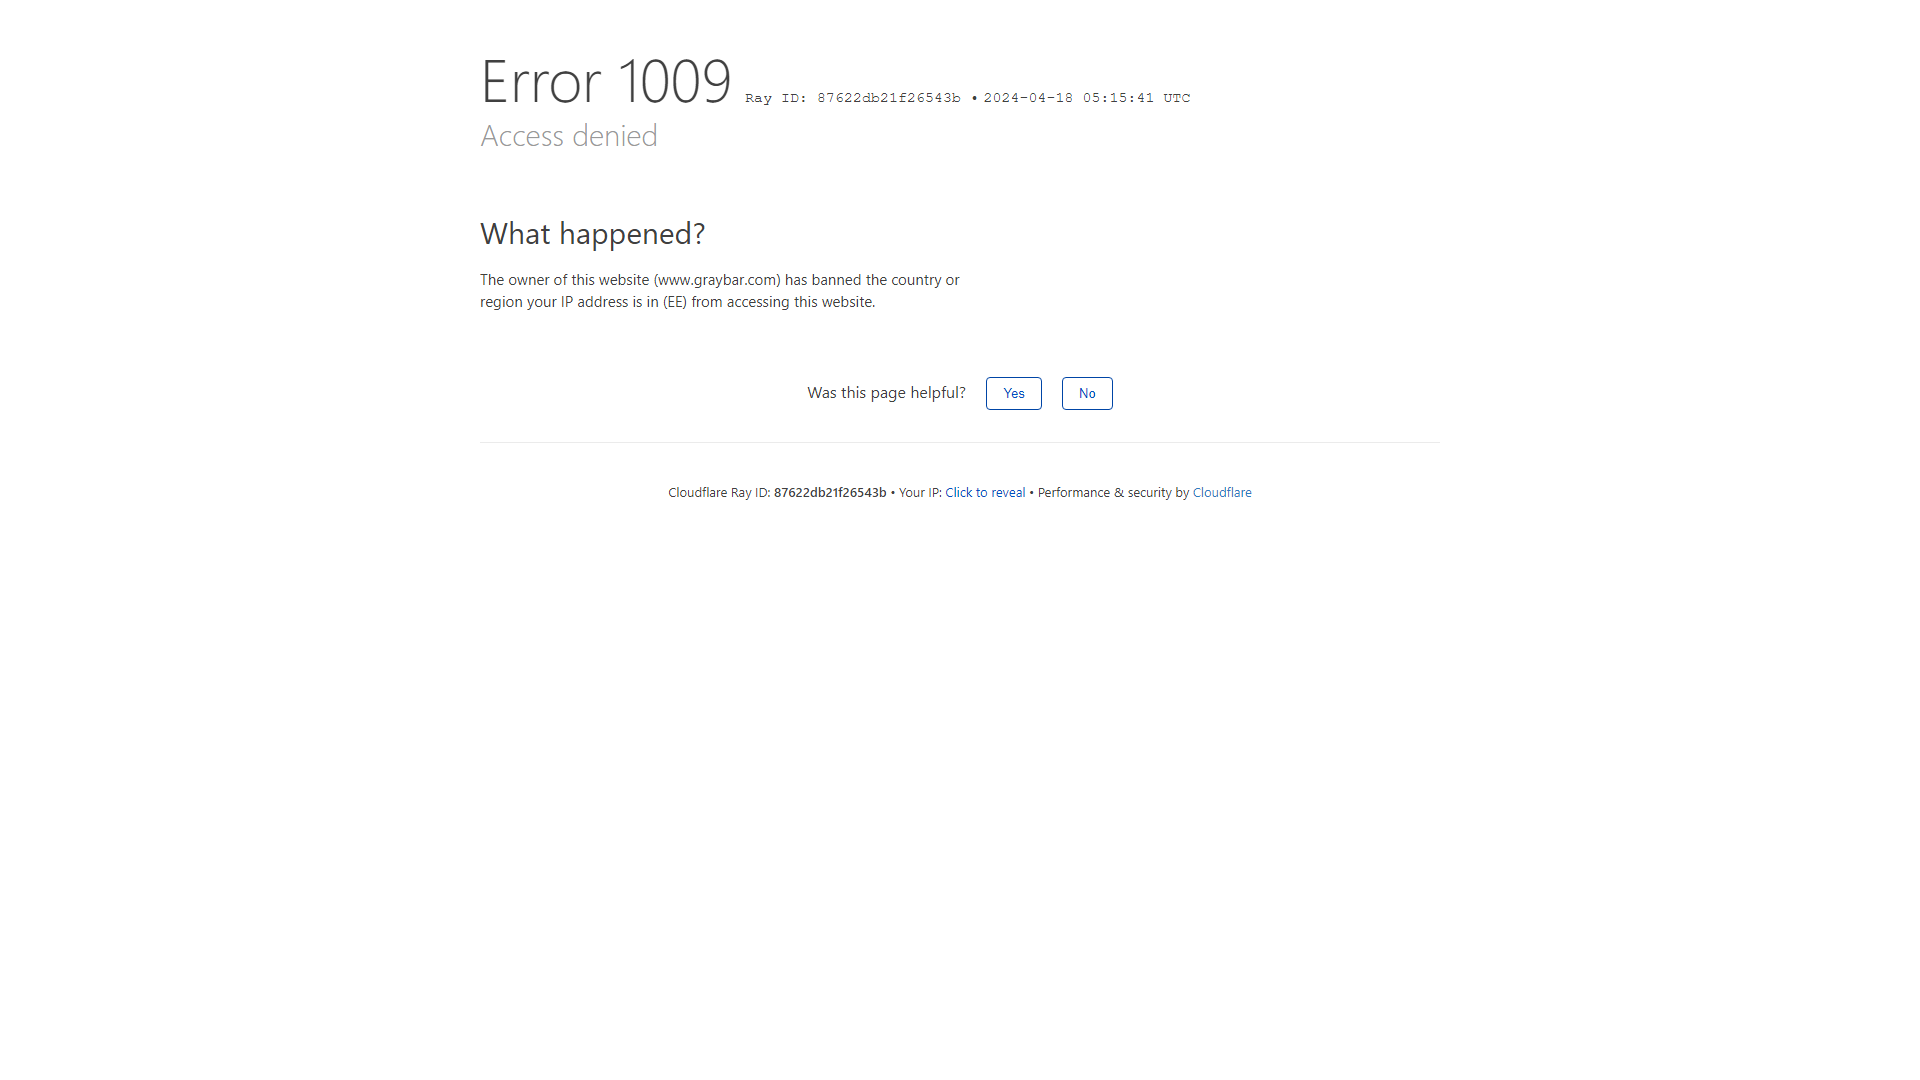 Error 1009 Ray ID: 87622db21f26543b • 2024-04-18 05:15:41 UTC
Access denied
What happened?
The owner of this website (www.graybar.com) has banned the country or
region your IP address is in (EE) from accessing this website.
Was this page helpful? Yes No
Cloudflare Ray ID: 87622db21f26543b • Your IP: Click to reveal • Performance & security by Cloudflare